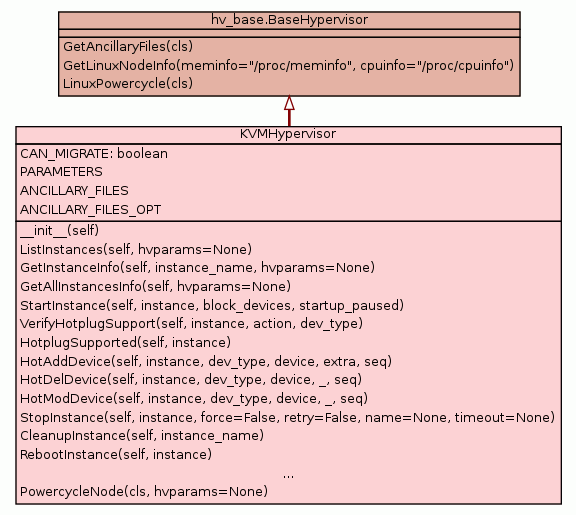 hv_base.BaseHypervisor
GetAncillaryFiles(cls)
GetLinuxNodeInfo(meminfo="/proc/meminfo", cpuinfo="/proc/cpuinfo")
LinuxPowercycle(cls)
KVMHypervisor
CAN_MIGRATE: boolean
PARAMETERS
ANCILLARY_FILES
ANCILLARY_FILES_OPT
__init__(self)
ListInstances(self, hvparams=None)
GetInstanceInfo(self, instance_name, hvparams=None)
GetAllInstancesInfo(self, hvparams=None)
StartInstance(self, instance, block_devices, startup_paused)
VerifyHotplugSupport(self, instance, action, dev_type)
HotplugSupported(self, instance)
HotAddDevice(self, instance, dev_type, device, extra, seq)
HotDelDevice(self, instance, dev_type, device, _, seq)
HotModDevice(self, instance, dev_type, device, _, seq)
StopInstance(self, instance, force=False, retry=False, name=None, timeout=None)
CleanupInstance(self, instance_name)
RebootInstance(self, instance)
...
PowercycleNode(cls, hvparams=None)